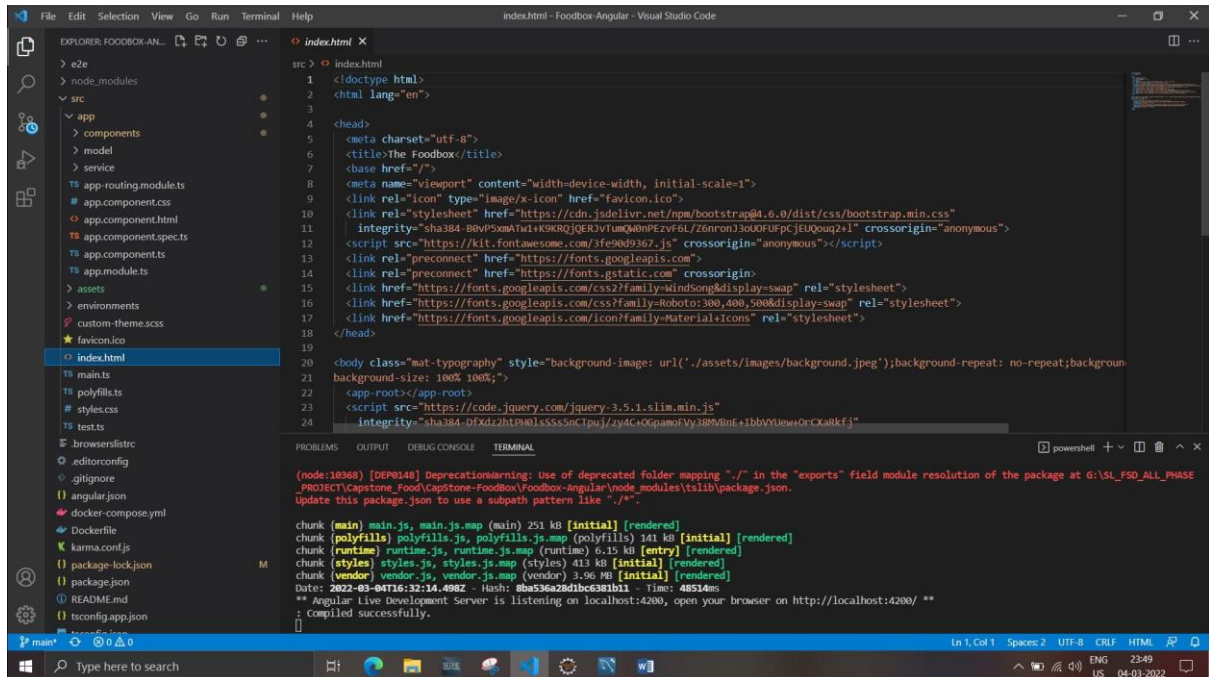 File Edit Selection View Go Run Terminal Help
index.html - Foodbox-Angular - Visual Studio Code
EXPLORER: FOODBOX-AN...
> e2e
> node_modules
src
app
> components
> model
> service
TS app-routing.module.ts
# app.component.css
<> app.component.html
TS app.component.spec.ts
TS app.component.ts
TS app.module.ts
> assets
> environments
custom-theme.scss
favicon.ico
<> index.html
TS main.ts
TS polyfills.ts
# styles.css
TS test.ts
.browserslistrc
.editorconfig
.gitignore
{} angular.json
docker-compose.yml
Dockerfile
K karma.conf.js
{} package-lock.json M
{} package.json
README.md
{} tsconfig.app.json
<> index.html
src > <> index.html
1 <!doctype html>
2 <html lang="en">
3
4 <head>
5 <meta charset="utf-8">
6 <title>The Foodbox</title>
7 <base href="/">
8 <meta name="viewport" content="width=device-width, initial-scale=1">
9 <link rel="icon" type="image/x-icon" href="favicon.ico">
10 <link rel="stylesheet" href="https://cdn.jsdelivr.net/npm/bootstrap@4.6.0/dist/css/bootstrap.min.css"
11 integrity="sha384-B0vP5xmATw1+K9KRQjQERJvTumQW0nPEzvF6L/Z6nronJ3oUOFUFpCjEUQouq2+l" crossorigin="anonymous">
12 <script src="https://kit.fontawesome.com/3fe90d9367.js" crossorigin="anonymous"></script>
13 <link rel="preconnect" href="https://fonts.googleapis.com">
14 <link rel="preconnect" href="https://fonts.gstatic.com" crossorigin>
15 <link href="https://fonts.googleapis.com/css2?family=WindSong&display=swap" rel="stylesheet">
16 <link href="https://fonts.googleapis.com/css?family=Roboto:300,400,500&display=swap" rel="stylesheet">
17 <link href="https://fonts.googleapis.com/icon?family=Material+Icons" rel="stylesheet">
18 </head>
19
20 <body class="mat-typography" style="background-image: url('./assets/images/background.jpeg');background-repeat: no-repeat;backgroun
21 background-size: 100% 100%;">
22 <app-root></app-root>
23 <script src="https://code.jquery.com/jquery-3.5.1.slim.min.js"
24 integrity="sha384-DfXdz2htPH0lsSSs5nCTpuj/zy4C+OGpamoFVy38MVBnE+IbbVYUew+OrCXaRkfj"
PROBLEMS OUTPUT DEBUG CONSOLE TERMINAL
powershell
(node:10368) [DEP0148] DeprecationWarning: Use of deprecated folder mapping "./" in the "exports" field module resolution of the package at G:\SL_FSD_ALL_PHASE
_PROJECT\Capstone_Food\CapStone-FoodBox\Foodbox-Angular\node_modules\tslib\package.json.
Update this package.json to use a subpath pattern like "./*".
chunk {main} main.js, main.js.map (main) 251 kB [initial] [rendered]
chunk {polyfills} polyfills.js, polyfills.js.map (polyfills) 141 kB [initial] [rendered]
chunk {runtime} runtime.js, runtime.js.map (runtime) 6.15 kB [entry] [rendered]
chunk {styles} styles.js, styles.js.map (styles) 413 kB [initial] [rendered]
chunk {vendor} vendor.js, vendor.js.map (vendor) 3.96 MB [initial] [rendered]
Date: 2022-03-04T16:32:14.498Z - Hash: 8ba536a28d1bc6381b11 - Time: 48514ms
** Angular Live Development Server is listening on localhost:4200, open your browser on http://localhost:4200/ **
: Compiled successfully.
main* 0 0 Ln 1, Col 1 Spaces: 2 UTF-8 CRLF HTML
Type here to search
ENG 23:49
US 04-03-2022